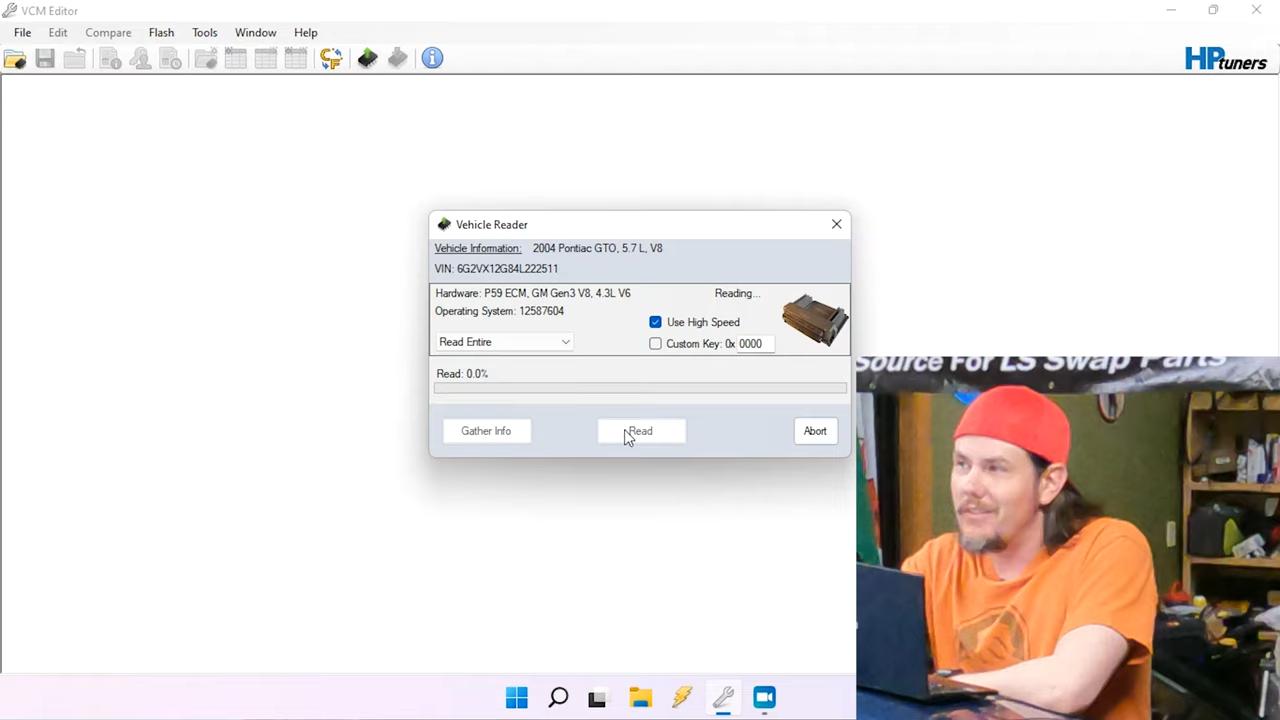 VCM Editor
File Edit Compare Flash Tools Window Help
HPtuners
Vehicle Reader
Vehicle Information: 2004 Pontiac GTO, 5.7 L, V8
VIN: 6G2VX12G84L222511
Hardware: P59 ECM, GM Gen3 V8, 4.3L V6 Reading...
Operating System: 12587604
Use High Speed
Read Entire
Custom Key: 0x 0000
Read: 0.0%
Gather Info Read Abort
Source For LS Swap Parts